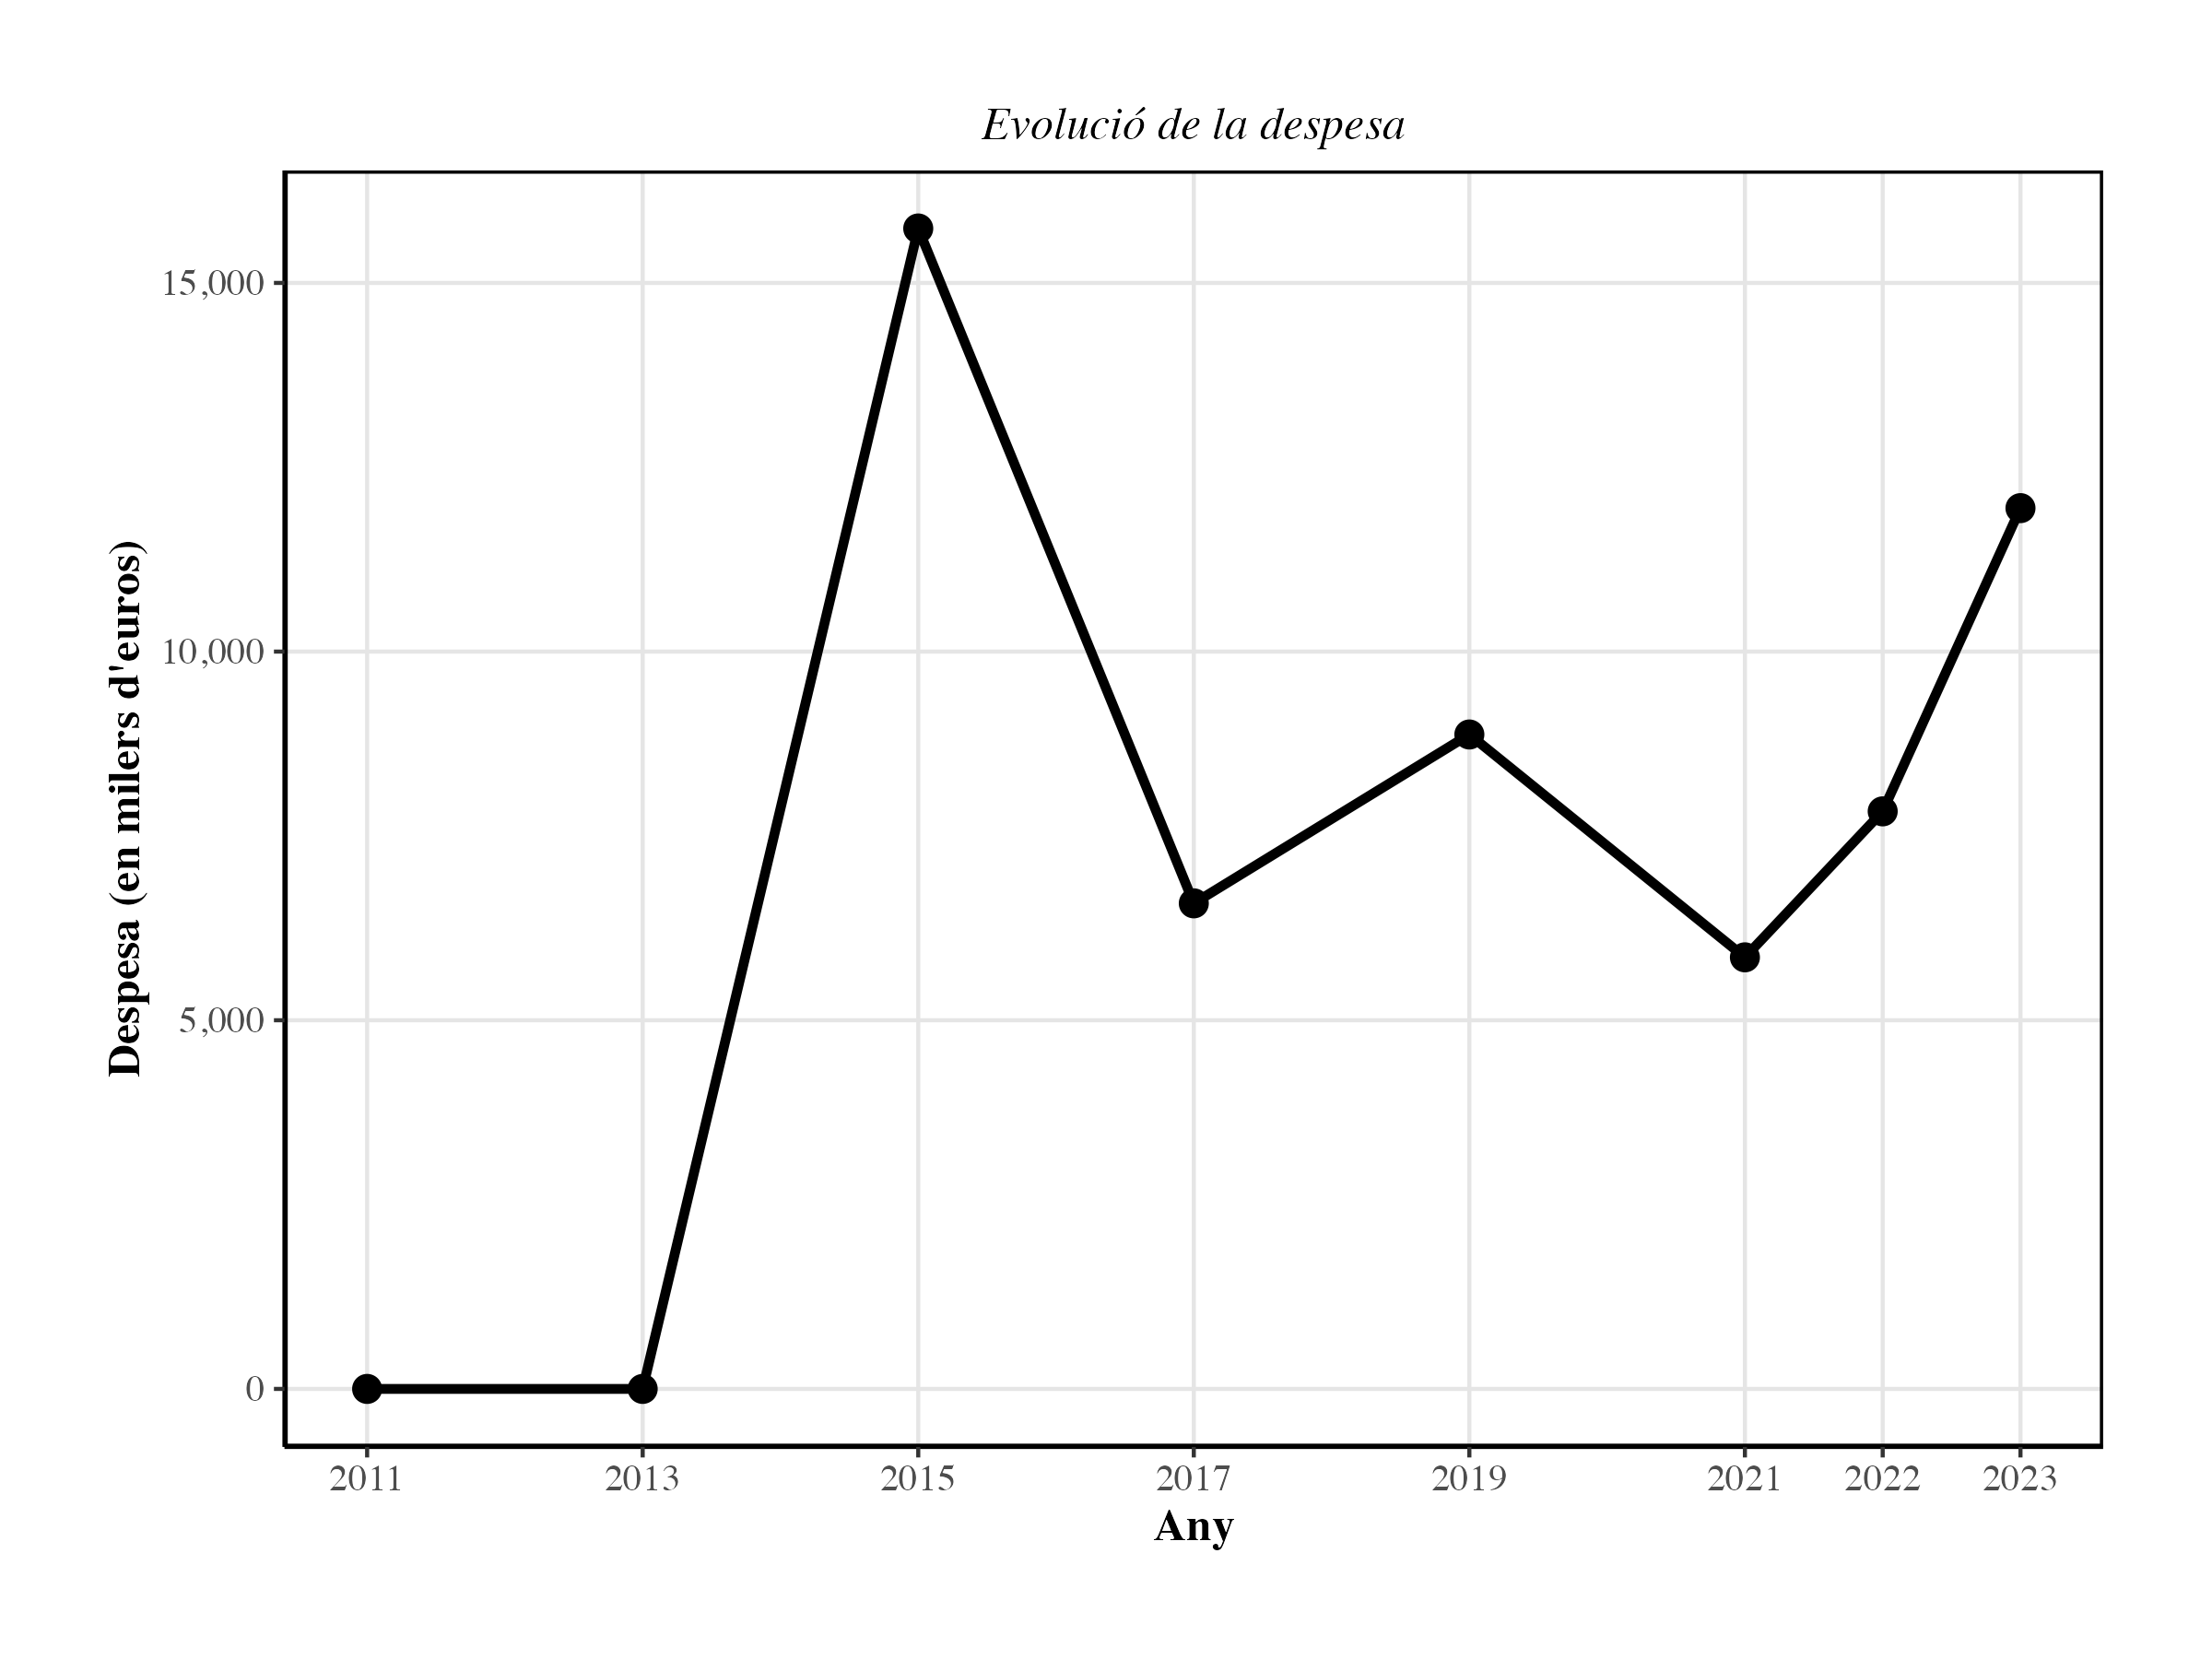 Evolució de la despesa
Despesa (en milers d'euros)
15,000
10,000
5,000
0
2011 2013 2015 2017 2019 2021 2022 2023
Any